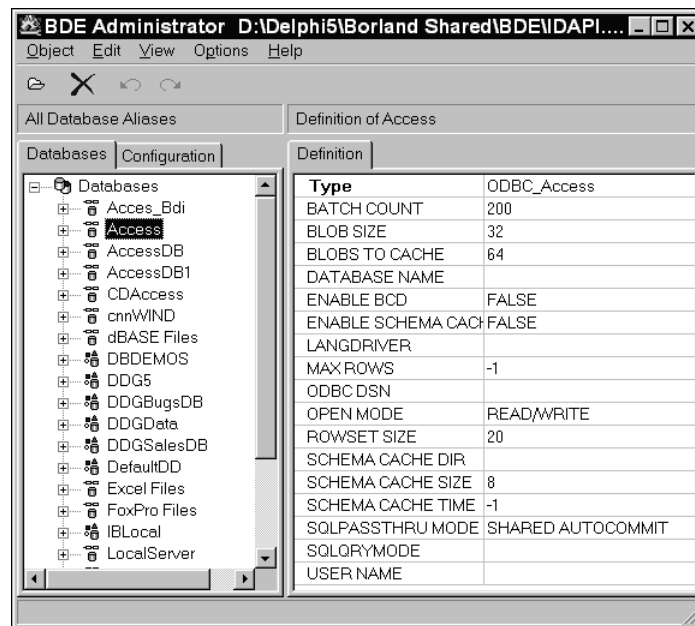 BDE Administrator D:\Delphi5\Borland Shared\BDE\IDAPI....
Object Edit View Options Help
All Database Aliases
Definition of Access
Databases Configuration
Definition
Databases
Acces_Bdi
Access
AccessDB
AccessDB1
CDAccess
cnnWIND
dBASE Files
DBDEMOS
DDG5
DDGBugsDB
DDGData
DDGSalesDB
DefaultDD
Excel Files
FoxPro Files
IBLocal
LocalServer
Type ODBC_Access
BATCH COUNT 200
BLOB SIZE 32
BLOBS TO CACHE 64
DATABASE NAME
ENABLE BCD FALSE
ENABLE SCHEMA CACH FALSE
LANGDRIVER
MAX ROWS -1
ODBC DSN
OPEN MODE READ/WRITE
ROWSET SIZE 20
SCHEMA CACHE DIR
SCHEMA CACHE SIZE 8
SCHEMA CACHE TIME -1
SQLPASSTHRU MODE SHARED AUTOCOMMIT
SQLQRYMODE
USER NAME